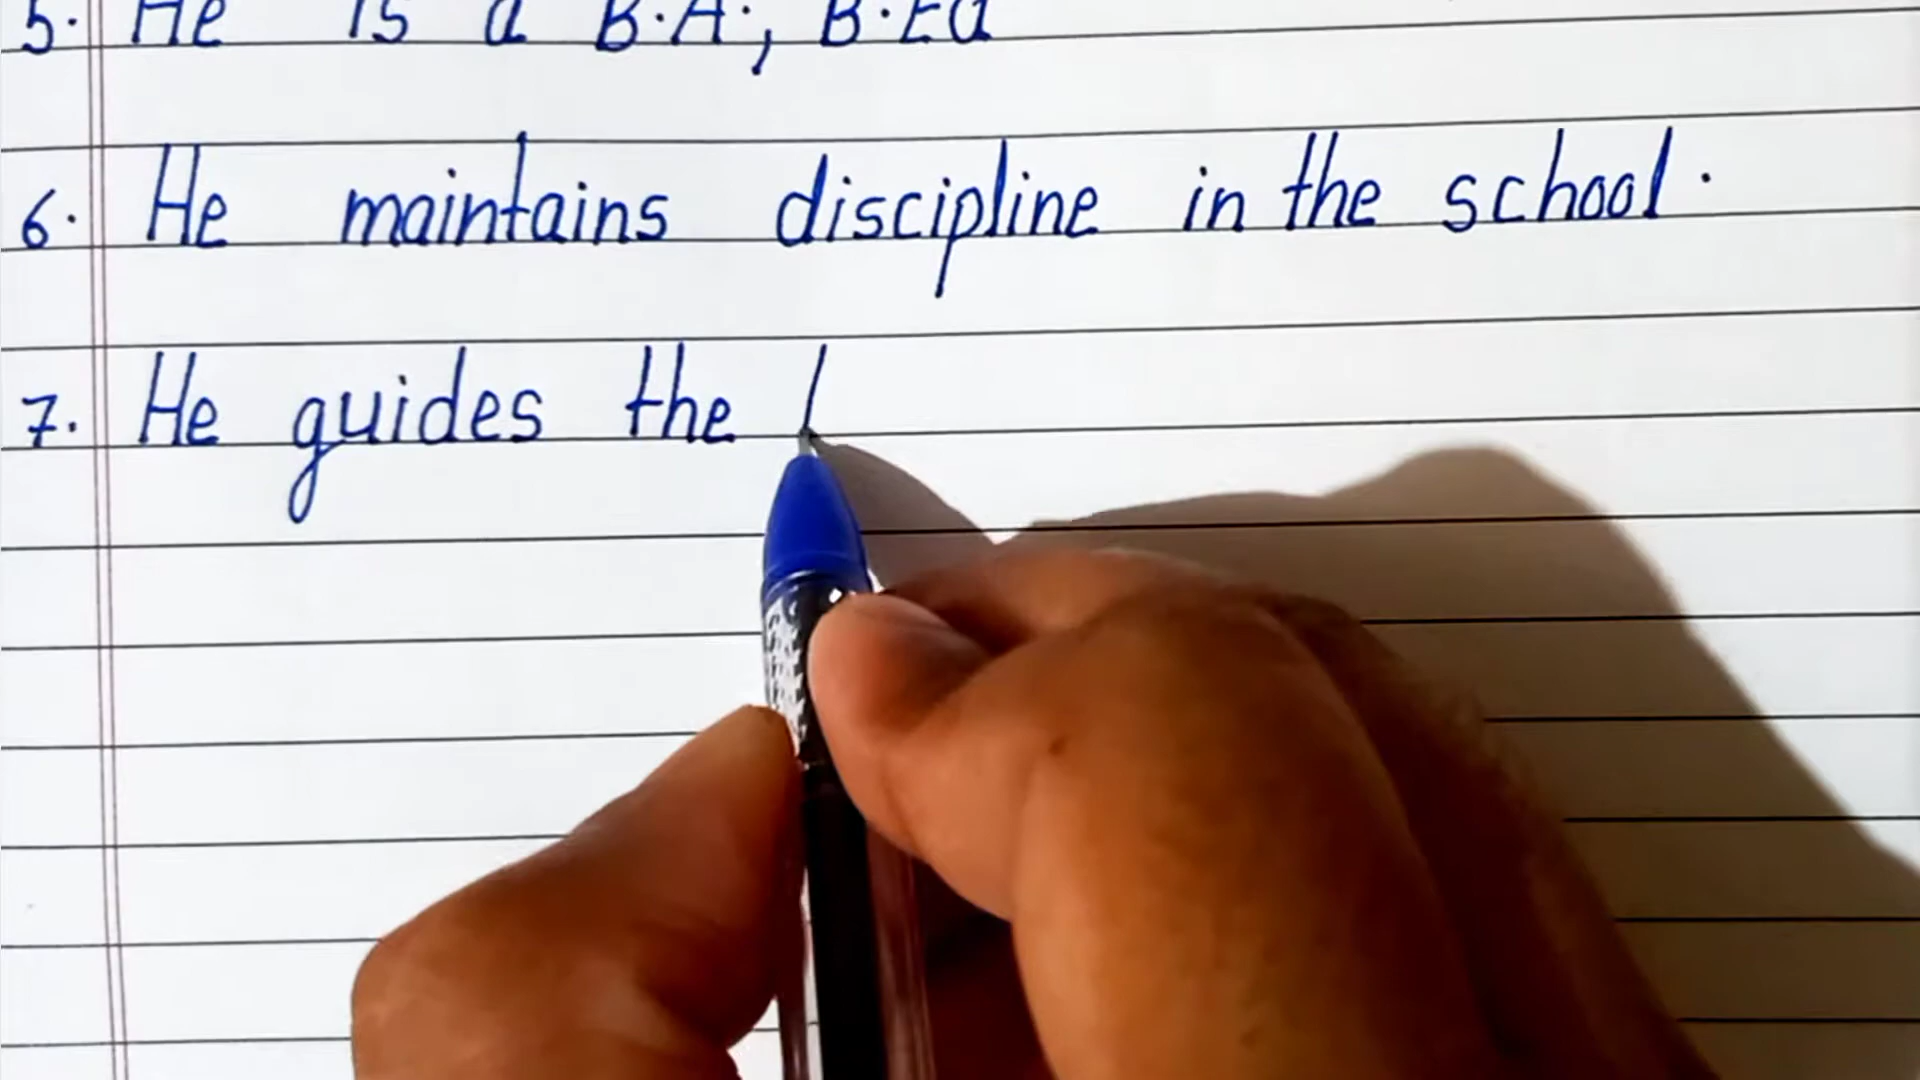 5. He is a B.A., B.Ed
6. He maintains discipline in the school.
7. He guides the